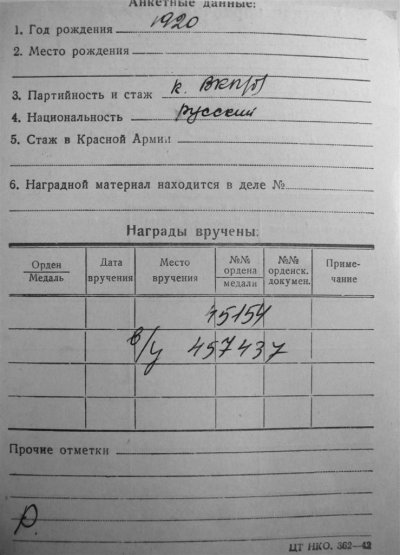 Анкетные данные:
1. Год рождения 1920
2. Место рождения
3. Партийность и стаж к. ВКП(б)
4. Национальность русский
5. Стаж в Красной Армии
6. Наградной материал находится в деле №
Награды вручены:
Орден Медаль Дата вручения Место вручения №№ ордена медали №№ орденск. докумен. Приме-чание
45154
в/у 457437
Прочие отметки
Р.
ЦТ НКО. 362—42